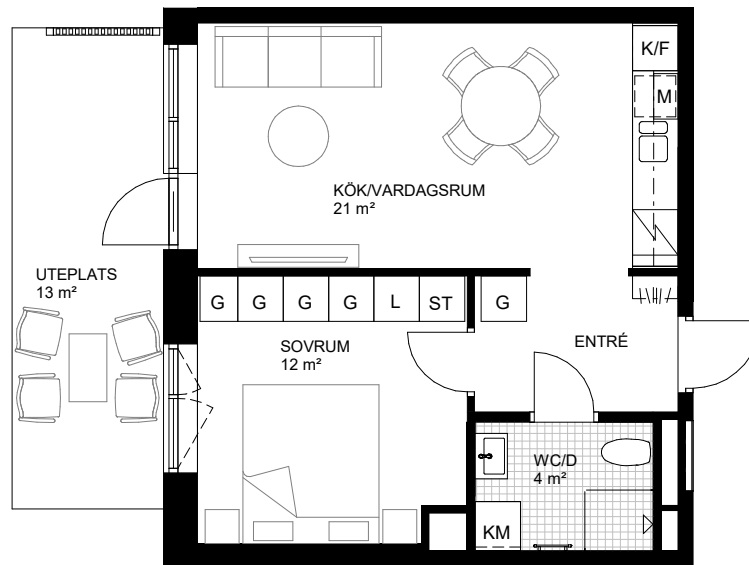 K/F
M
KÖK/VARDAGSRUM
21 m²
UTEPLATS
13 m²
G
G
G
G
L
ST
G
SOVRUM
12 m²
ENTRÉ
WC/D
4 m²
KM